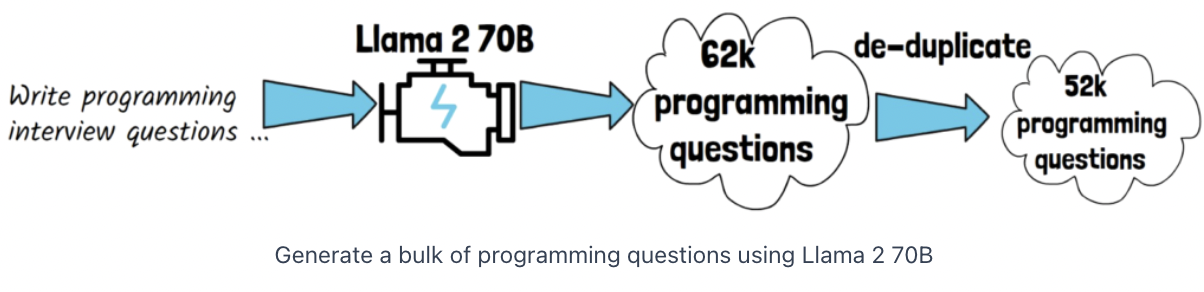 Write programming
interview questions ...
Llama 2 70B
62k
programming
questions
de-duplicate
52k
programming
questions
Generate a bulk of programming questions using Llama 2 70B